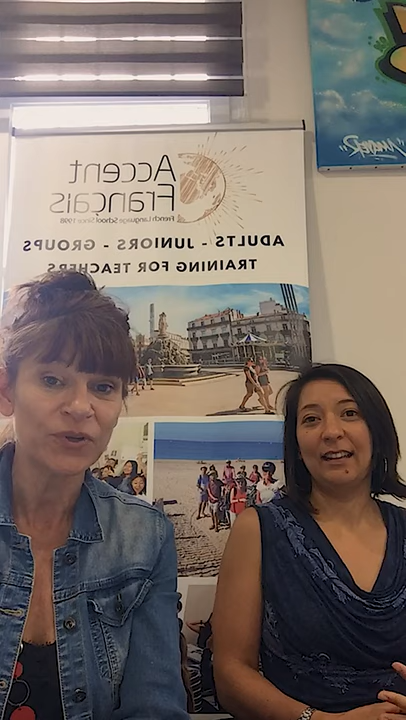 Accent
Français
French Language School Since 1998
ADULTS - JUNIORS - GROUPS
TRAINING FOR TEACHERS